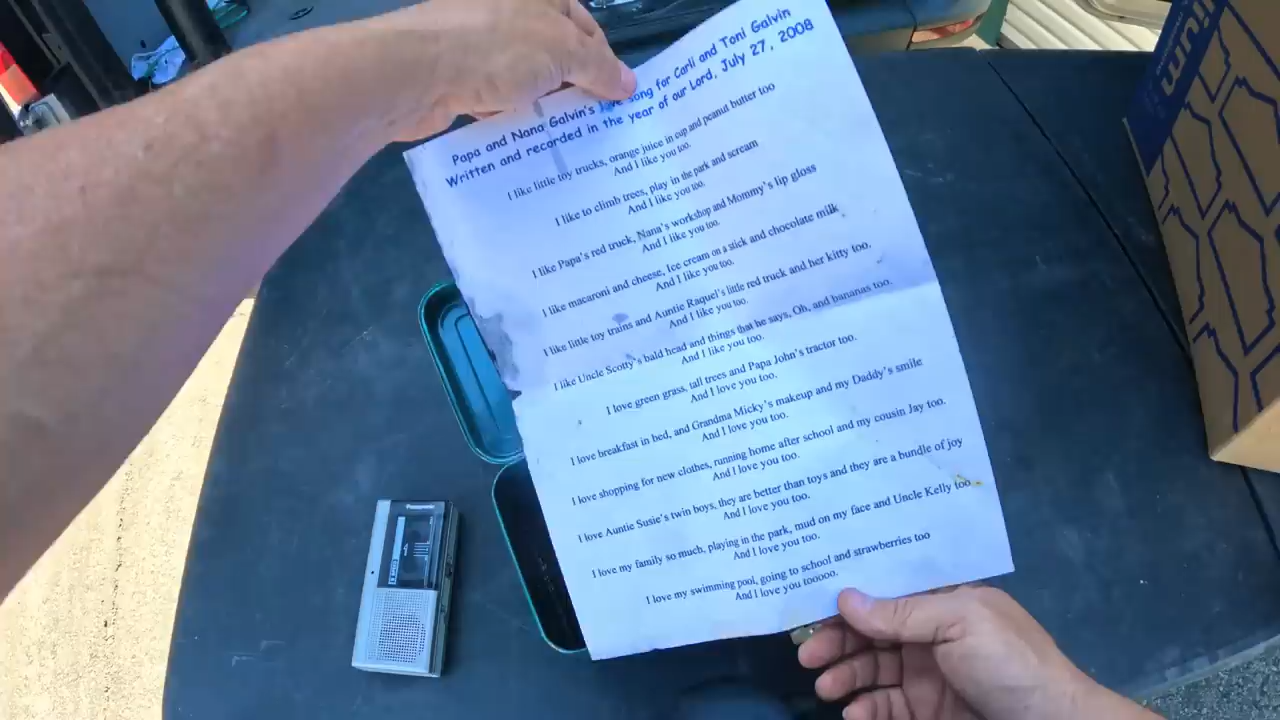 Papa and Nana Galvin's love song for Carli and Toni Galvin
Written and recorded in the year of our Lord, July 27, 2008
I like little toy trucks, orange juice in cup and peanut butter too
And I like you too.
I like to climb trees, play in the park and scream
And I like you too.
I like Papa's red truck, Nana's workshop and Mommy's lip gloss
And I like you too.
I like macaroni and cheese, Ice cream on a stick and chocolate milk,
And I like you too.
I like little toy trains and Auntie Raquel's little red truck and her kitty too.
And I like you too.
I like Uncle Scotty's bald head and things that he says, Oh, and bananas too.
And I like you too.
I love green grass, tall trees and Papa John's tractor too.
And I love you too.
I love breakfast in bed, and Grandma Micky's makeup and my Daddy's smile
And I love you too.
I love shopping for new clothes, running home after school and my cousin Jay too.
And I love you too.
I love Auntie Susie's twin boys, they are better than toys and they are a bundle of joy
And I love you too.
I love my family so much, playing in the park, mud on my face and Uncle Kelly too
And I love you too.
I love my swimming pool, going to school and strawberries too
And I love you tooooo.
Panasonic